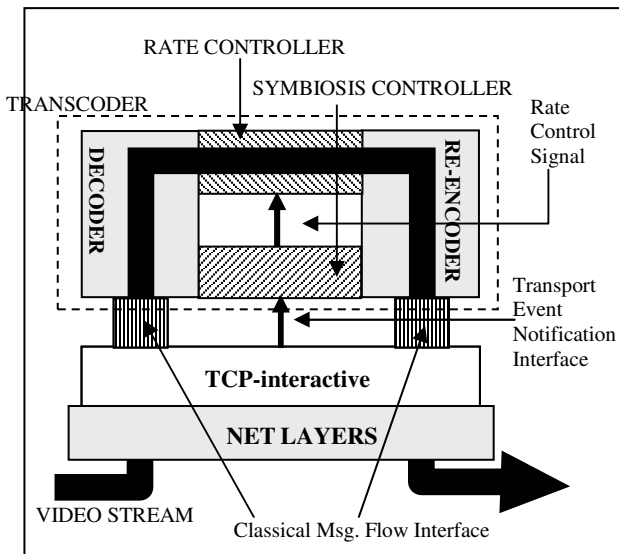 RATE CONTROLLER
SYMBIOSIS CONTROLLER
TRANSCODER
Rate
Control
Signal
DECODER
RE-ENCODER
Transport
Event
Notification
Interface
TCP-interactive
NET LAYERS
VIDEO STREAM
Classical Msg. Flow Interface